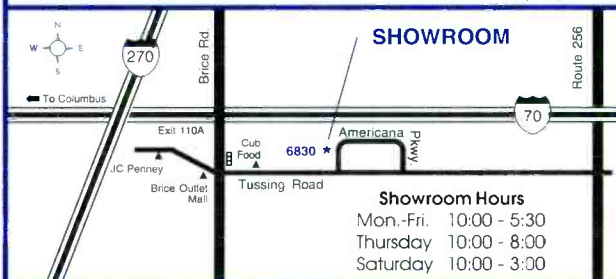 N
W E
S
270
Brice Rd.
SHOWROOM
Route 256
To Columbus
70
Exit 110A
Cub
Food
6830
Americana Pkwy.
JC Penney
Brice Outlet
Mall
Tussing Road
Showroom Hours
Mon.-Fri. 10:00 - 5:30
Thursday 10:00 - 8:00
Saturday 10:00 - 3:00